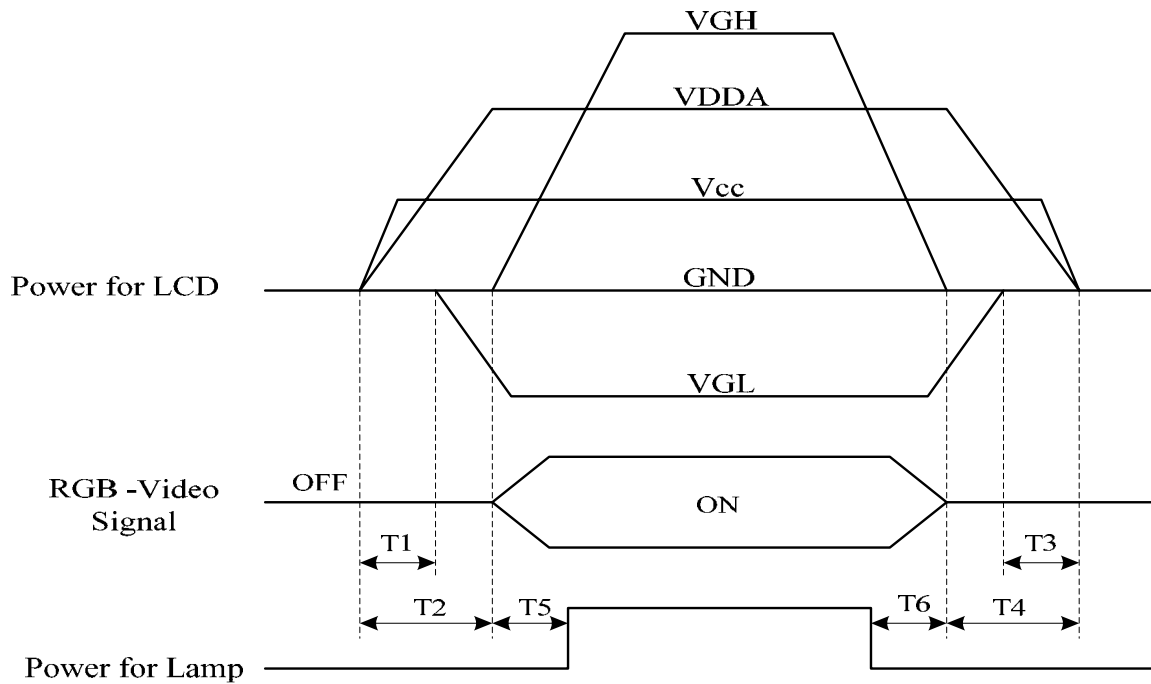 VGH
VDDA
Vcc
Power for LCD
GND
VGL
RGB -Video
Signal
OFF
ON
T1
T3
T2
T5
T6
T4
Power for Lamp